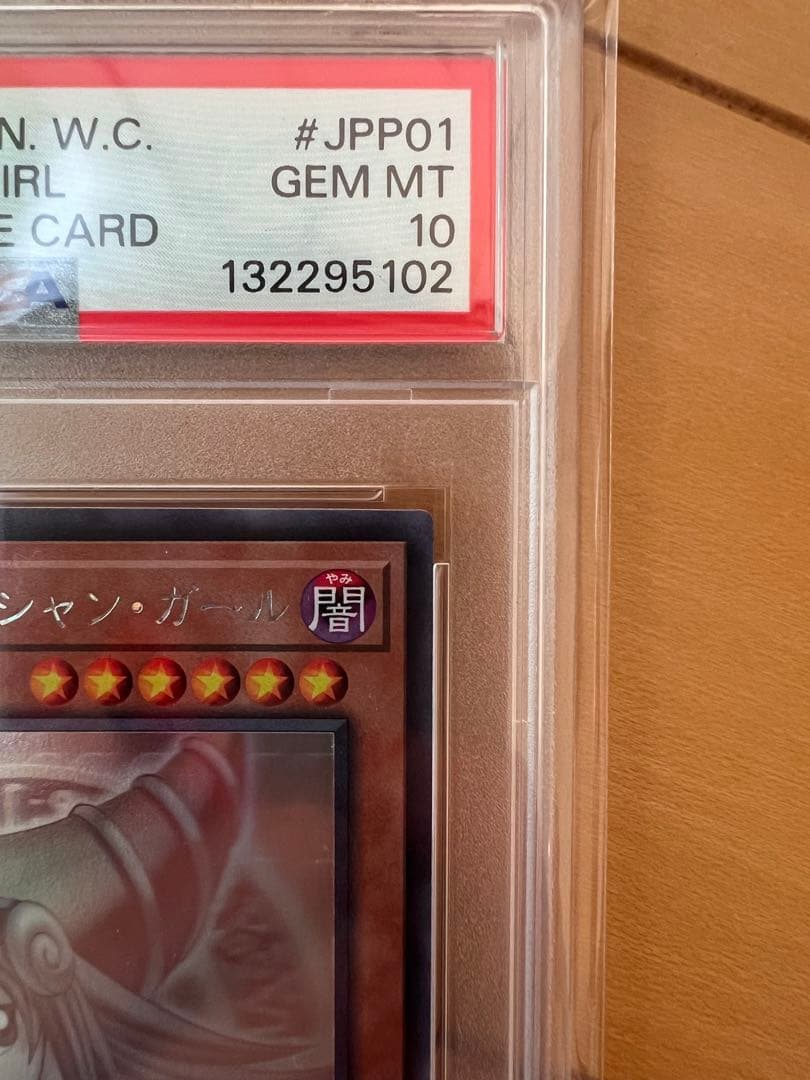 N. W.C. #JPP01
IRL GEM MT
E CARD 10
132295102
A
シャン・ガール
やみ
闇